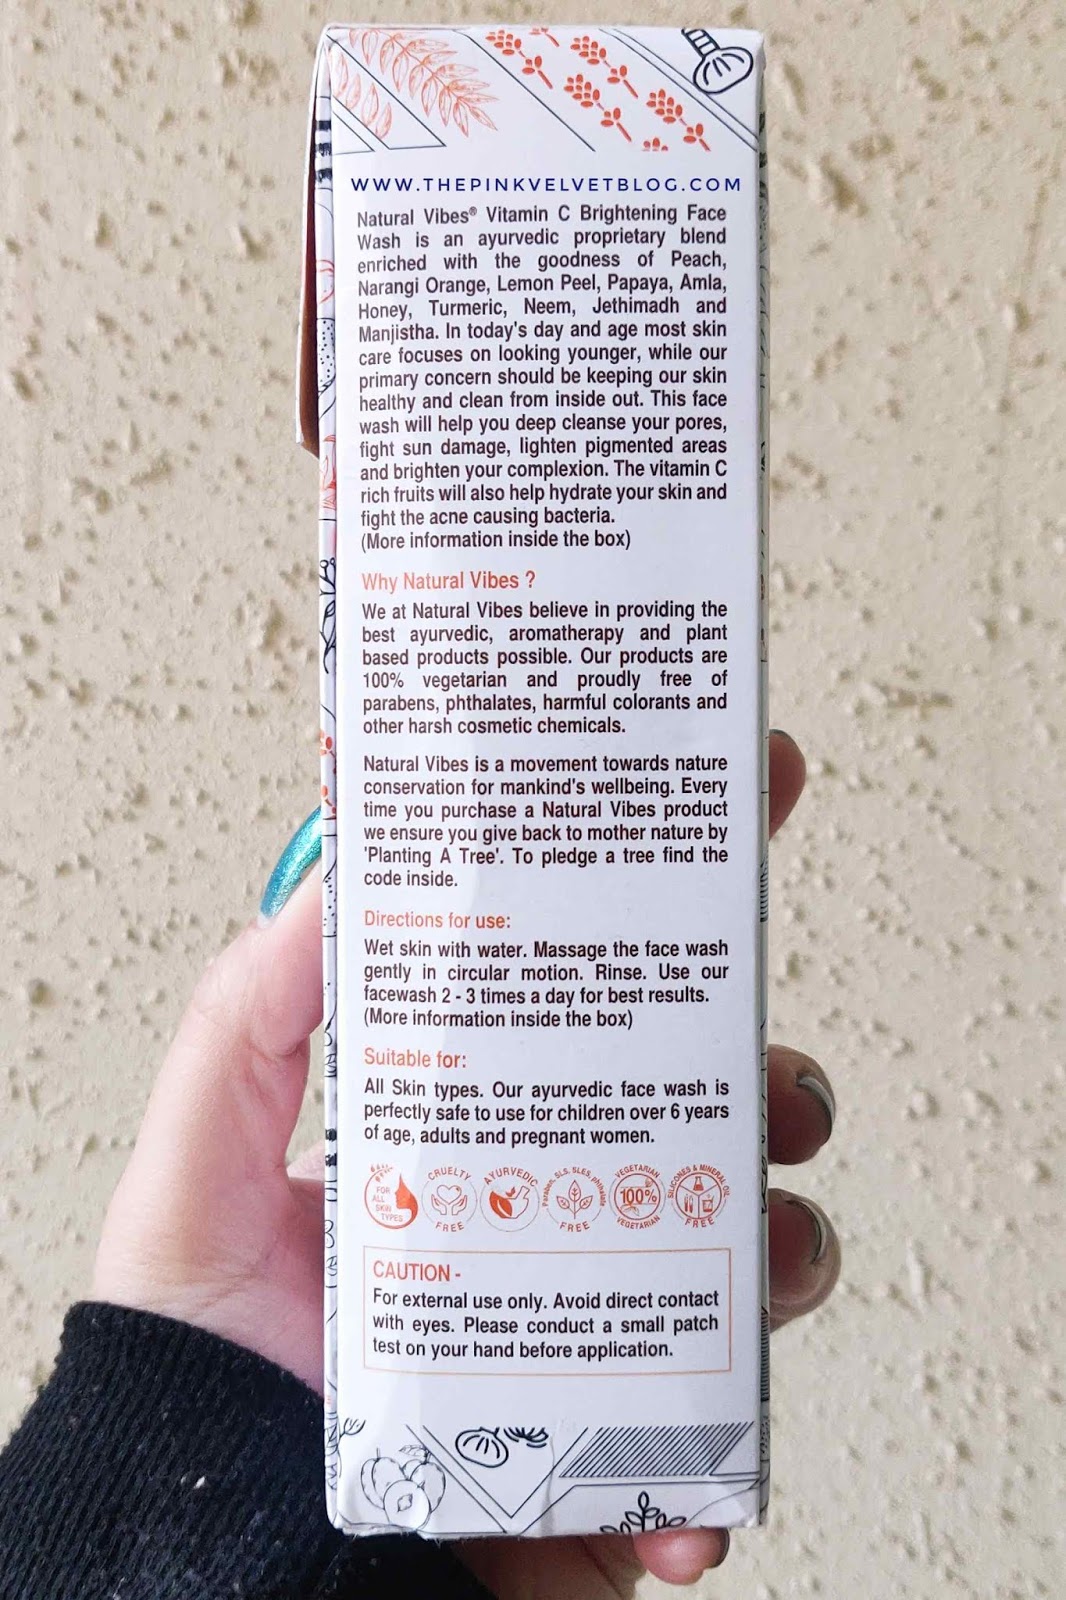 WWW.THEPINKVELVETBLOG.COM
Natural Vibes® Vitamin C Brightening Face
Wash is an ayurvedic proprietary blend
enriched with the goodness of Peach,
Narangi Orange, Lemon Peel, Papaya, Amla,
Honey, Turmeric, Neem, Jethimadh and
Manjistha. In today's day and age most skin
care focuses on looking younger, while our
primary concern should be keeping our skin
healthy and clean from inside out. This face
wash will help you deep cleanse your pores,
fight sun damage, lighten pigmented areas
and brighten your complexion. The vitamin C
rich fruits will also help hydrate your skin and
fight the acne causing bacteria.
(More information inside the box)
Why Natural Vibes ?
We at Natural Vibes believe in providing the
best ayurvedic, aromatherapy and plant
based products possible. Our products are
100% vegetarian and proudly free of
parabens, phthalates, harmful colorants and
other harsh cosmetic chemicals.
Natural Vibes is a movement towards nature
conservation for mankind's wellbeing. Every
time you purchase a Natural Vibes product
we ensure you give back to mother nature by
'Planting A Tree'. To pledge a tree find the
code inside.
Directions for use:
Wet skin with water. Massage the face wash
gently in circular motion. Rinse. Use our
facewash 2 - 3 times a day for best results.
(More information inside the box)
Suitable for:
All Skin types. Our ayurvedic face wash is
perfectly safe to use for children over 6 years
of age, adults and pregnant women.
FOR
ALL
SKIN
TYPES
CRUELTY
FREE
AYURVEDIC
Paraben, SLS, SLES, phthalate
FREE
VEGETARIAN
100%
VEGETARIAN
SILICONES & MINERAL OIL
FREE
CAUTION -
For external use only. Avoid direct contact
with eyes. Please conduct a small patch
test on your hand before application.